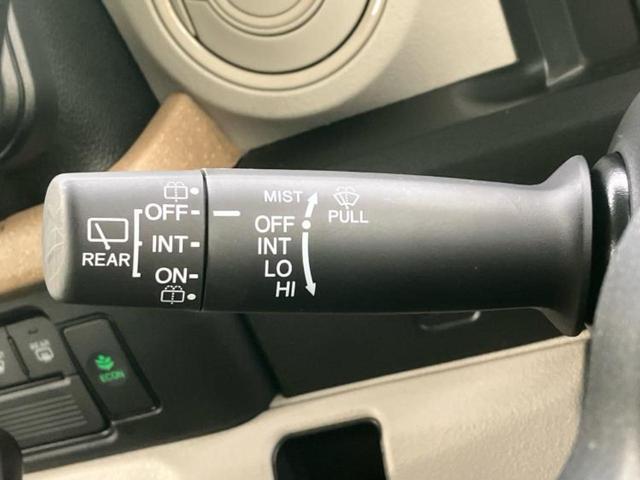 REAR
OFF
INT
ON
MIST
OFF
INT
LO
HI
PULL
ECON